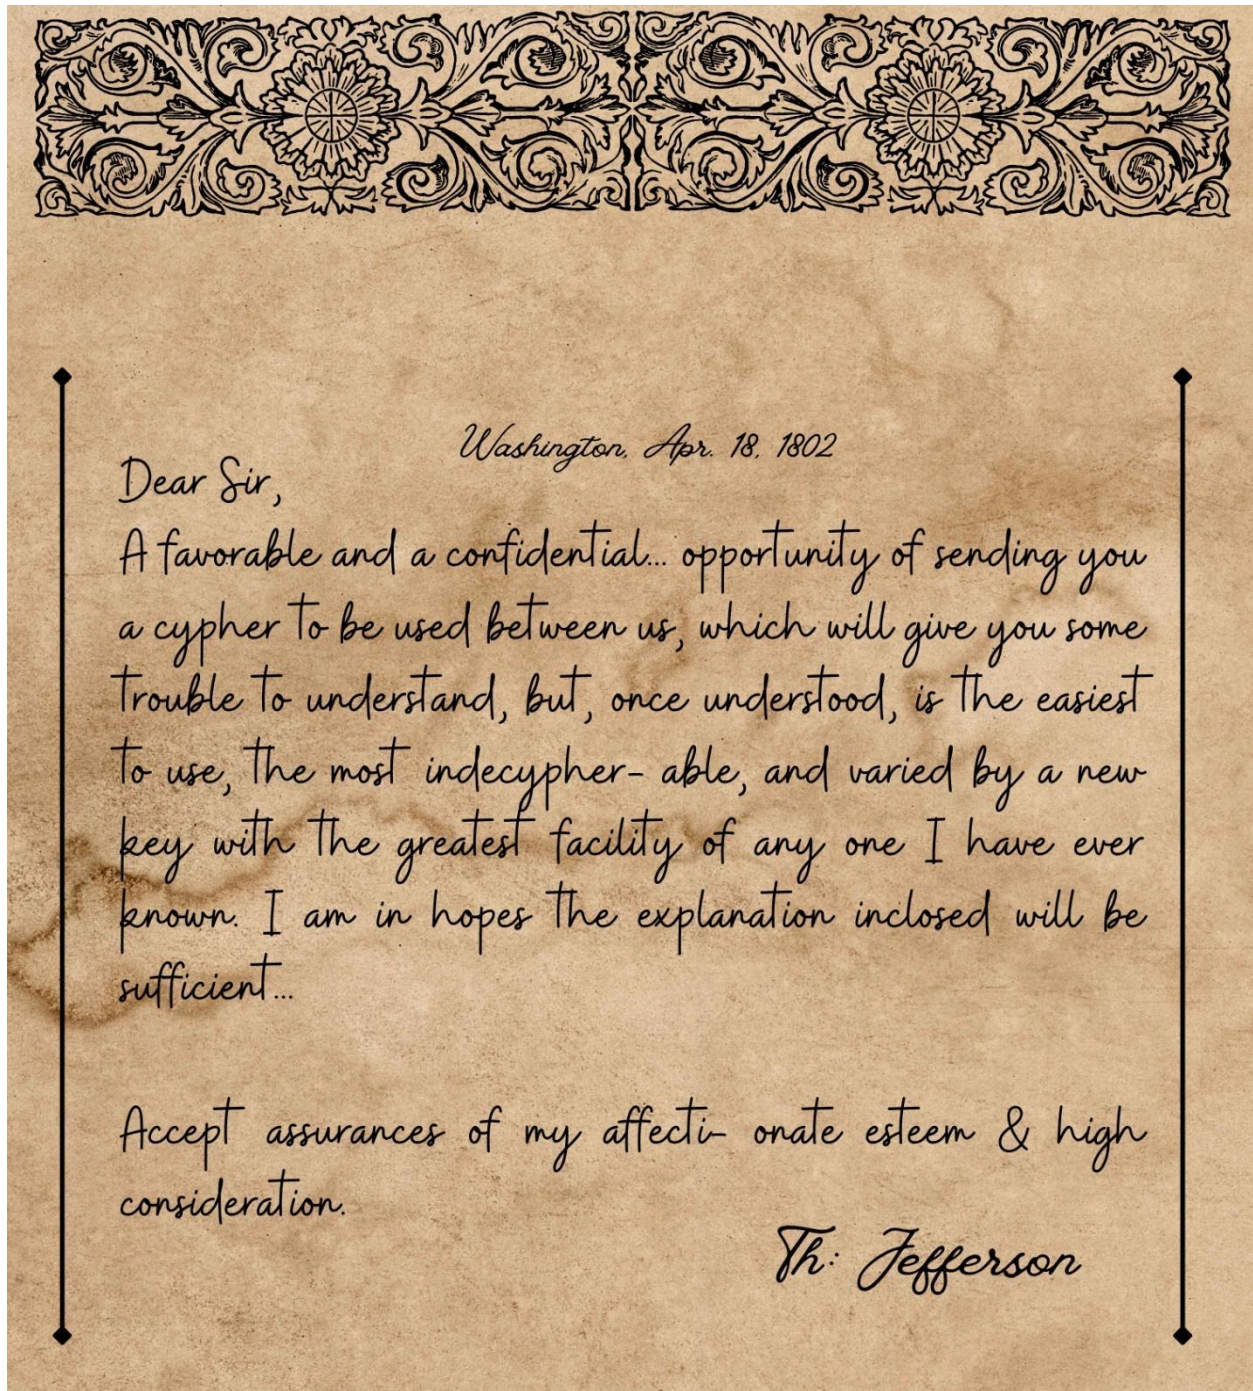 Washington, Apr. 18, 1802
Dear Sir,
A favorable and a confidential... opportunity of sending you
a cypher to be used between us, which will give you some
trouble to understand, but, once understood, is the easiest
to use, the most indecypher- able, and varied by a new
key with the greatest facility of any one I have ever
known. I am in hopes the explanation inclosed will be
sufficient...
Accept assurances of my affecti- onate esteem & high
consideration.
Th: Jefferson